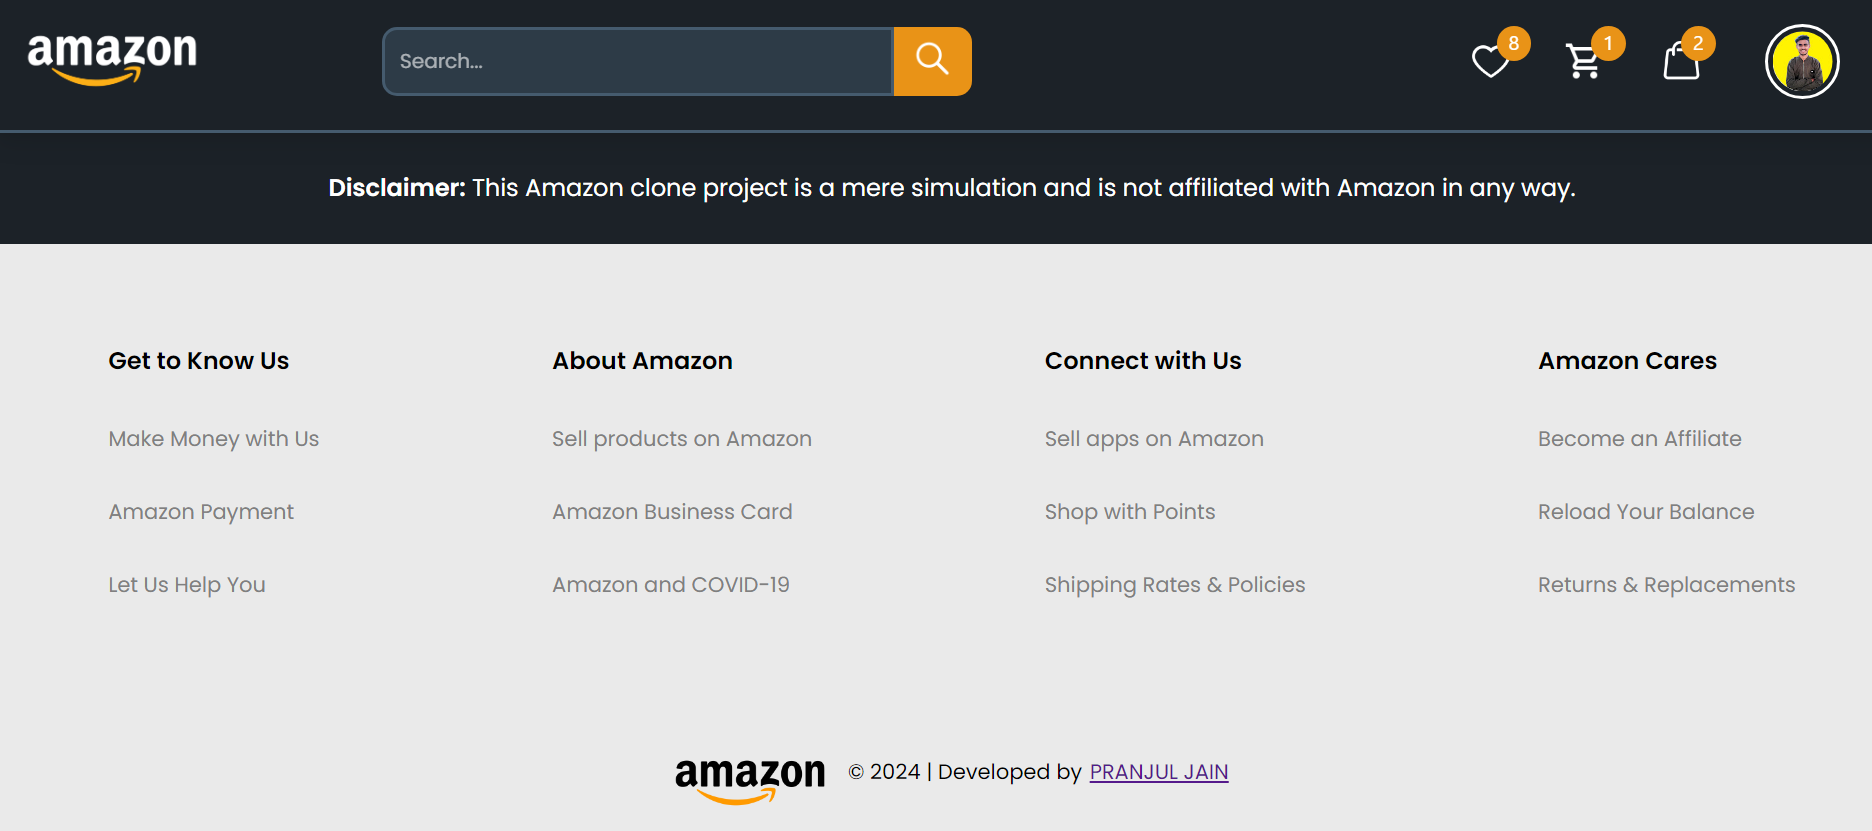 amazon
Search...
8
1
2
Disclaimer: This Amazon clone project is a mere simulation and is not affiliated with Amazon in any way.
Get to Know Us
Make Money with Us
Amazon Payment
Let Us Help You
About Amazon
Sell products on Amazon
Amazon Business Card
Amazon and COVID-19
Connect with Us
Sell apps on Amazon
Shop with Points
Shipping Rates & Policies
Amazon Cares
Become an Affiliate
Reload Your Balance
Returns & Replacements
amazon © 2024 | Developed by PRANJUL JAIN